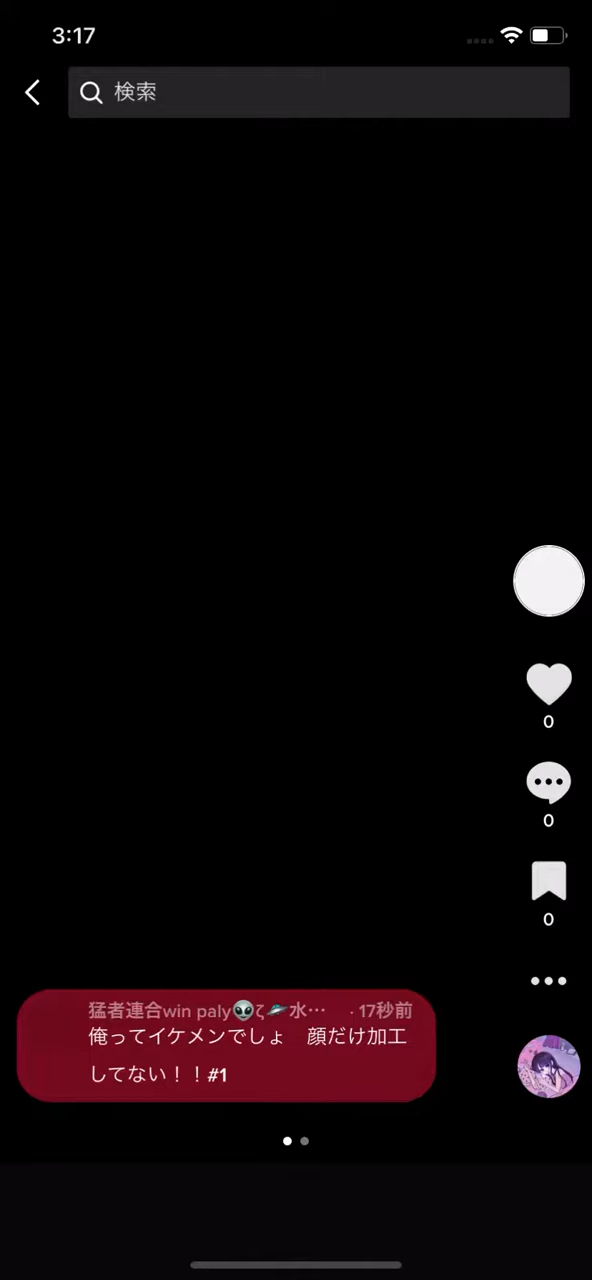 3:17
検索
0
0
0
猛者連合win paly👽ζ🛸水… · 17秒前
俺ってイケメンでしょ　顔だけ加工
してない！！#1